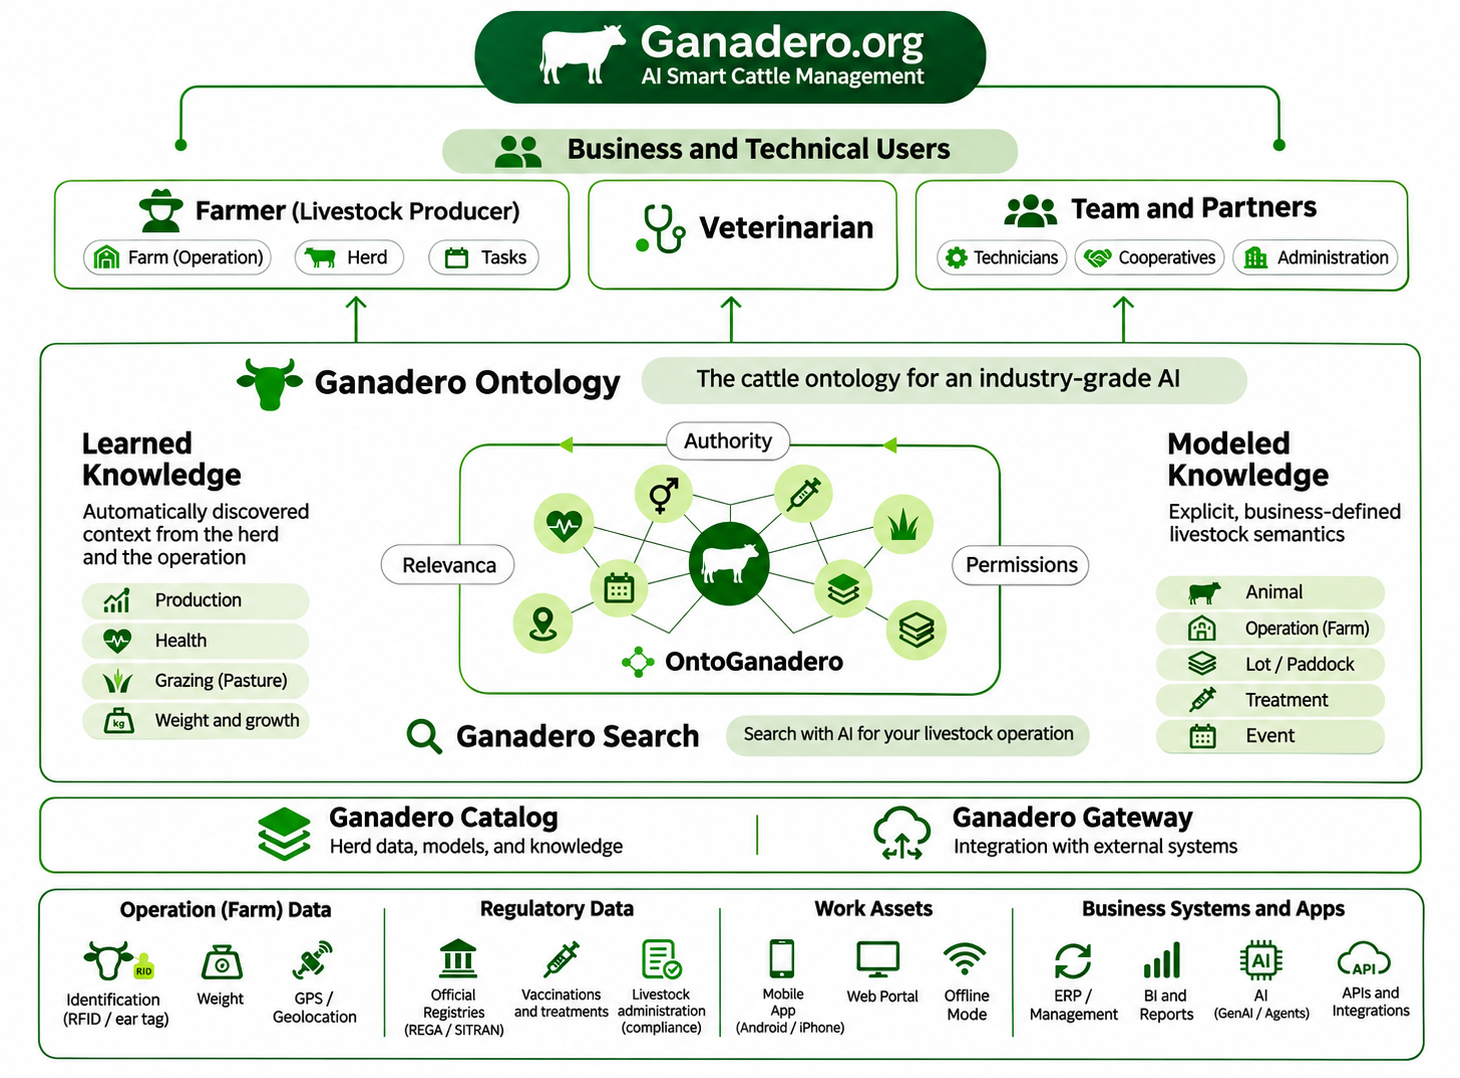 Ganadero.org
AI Smart Cattle Management
Business and Technical Users
Farmer (Livestock Producer)
Farm (Operation)
Herd
Tasks
Veterinarian
Team and Partners
Technicians
Cooperatives
Administration
Ganadero Ontology
The cattle ontology for an industry-grade AI
Learned
Knowledge
Automatically discovered
context from the herd
and the operation
Production
Health
Grazing (Pasture)
kg
Weight and growth
Authority
Relevanca
Permissions
OntoGanadero
Ganadero Search
Search with AI for your livestock operation
Modeled
Knowledge
Explicit, business-defined
livestock semantics
Animal
Operation (Farm)
Lot / Paddock
Treatment
Event
Ganadero Catalog
Herd data, models, and knowledge
Ganadero Gateway
Integration with external systems
Operation (Farm) Data
RID
Identification
(RFID / ear tag)
Weight
GPS /
Geolocation
Regulatory Data
Official
Registries
(REGA / SITRAN)
Vaccinations
and treatments
Livestock
administration
(compliance)
Work Assets
Mobile
App
(Android / iPhone)
Web Portal
Offline
Mode
Business Systems and Apps
ERP /
Management
BI and
Reports
AI
AI
(GenAI / Agents)
API
APIs and
Integrations